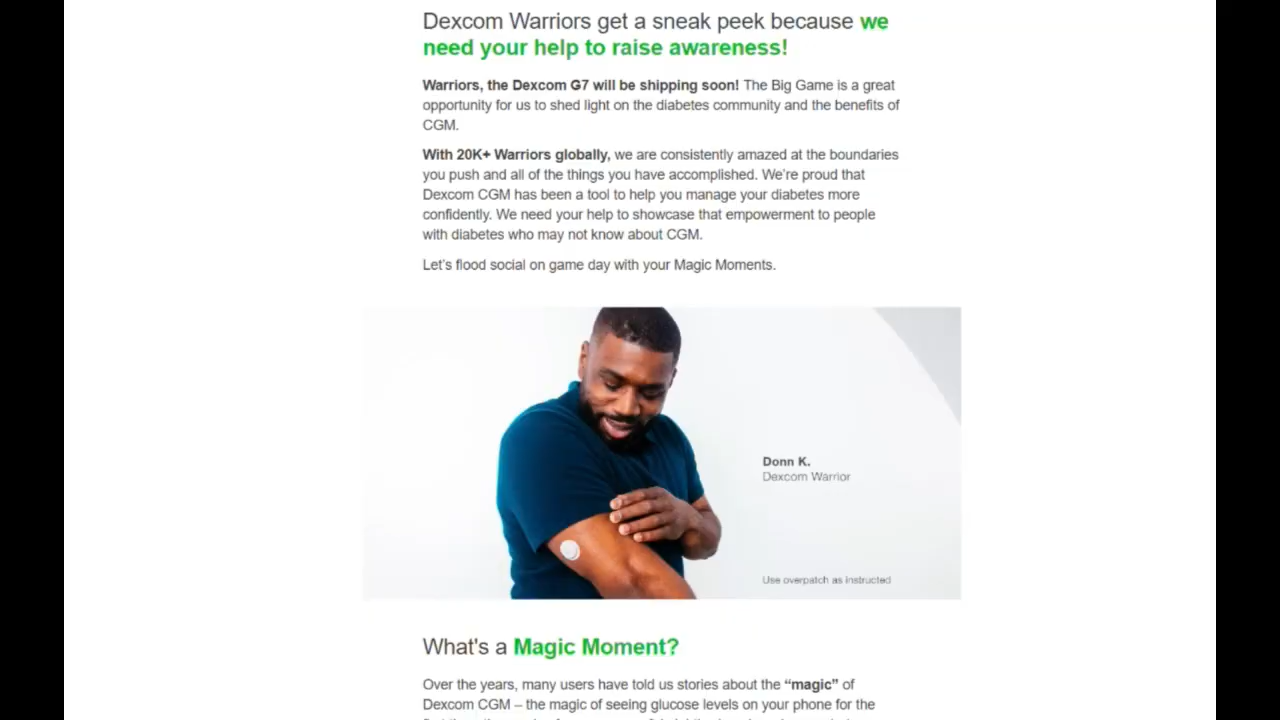 Dexcom Warriors get a sneak peek because we
need your help to raise awareness!
Warriors, the Dexcom G7 will be shipping soon! The Big Game is a great
opportunity for us to shed light on the diabetes community and the benefits of
CGM.
With 20K+ Warriors globally, we are consistently amazed at the boundaries
you push and all of the things you have accomplished. We’re proud that
Dexcom CGM has been a tool to help you manage your diabetes more
confidently. We need your help to showcase that empowerment to people
with diabetes who may not know about CGM.
Let’s flood social on game day with your Magic Moments.
Donn K.
Dexcom Warrior
Use overpatch as instructed
What's a Magic Moment?
Over the years, many users have told us stories about the “magic” of
Dexcom CGM – the magic of seeing glucose levels on your phone for the